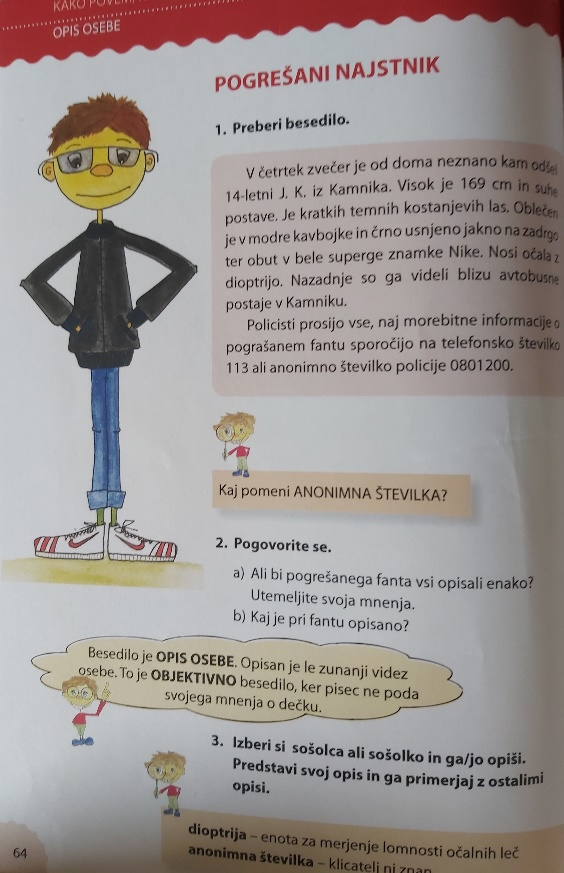 KAKO
OPIS OSEBE
POGREŠANI NAJSTNIK
1. Preberi besedilo.
V četrtek zvečer je od doma neznano kam odšel
14-letni J. K. iz Kamnika. Visok je 169 cm in suhe
postave. Je kratkih temnih kostanjevih las. Oblečen
je v modre kavbojke in črno usnjeno jakno na zadrgo
ter obut v bele superge znamke Nike. Nosi očala z
dioptrijo. Nazadnje so ga videli blizu avtobusne
postaje v Kamniku.
Policisti prosijo vse, naj morebitne informacije o
pograšanem fantu sporočijo na telefonsko številko
113 ali anonimno številko policije 0801200.
Kaj pomeni ANONIMNA ŠTEVILKA?
2. Pogovorite se.
a) Ali bi pogrešanega fanta vsi opisali enako?
Utemeljite svoja mnenja.
b) Kaj je pri fantu opisano?
Besedilo je OPIS OSEBE. Opisan je le zunanji videz
osebe. To je OBJEKTIVNO besedilo, ker pisec ne poda
svojega mnenja o dečku.
3. Izberi si sošolca ali sošolko in ga/jo opiši.
Predstavi svoj opis in ga primerjaj z ostalimi
opisi.
dioptrija – enota za merjenje lomnosti očalnih leč
anonimna številka – klicatelj ni
64